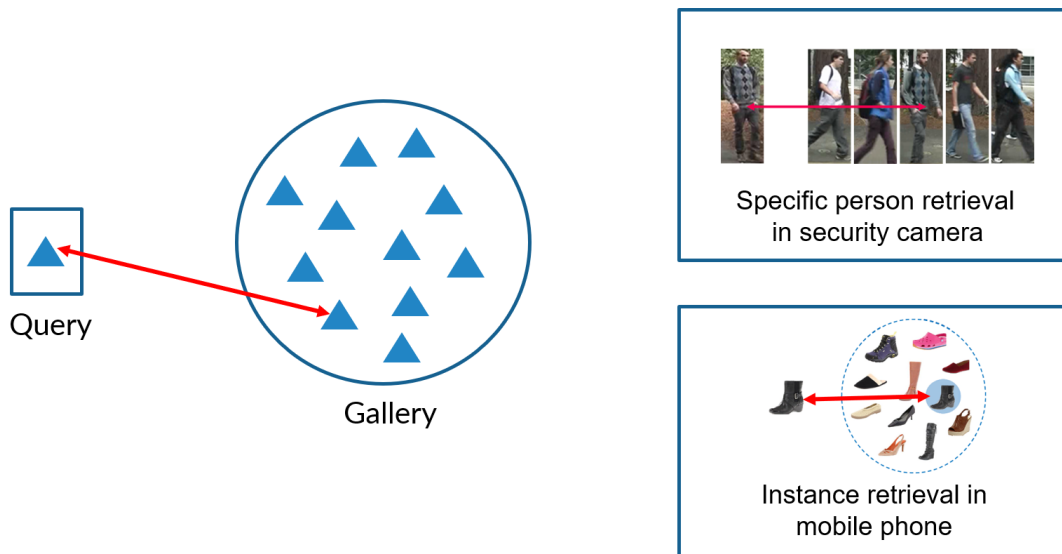 Query
Gallery
Specific person retrieval
in security camera
Instance retrieval in
mobile phone